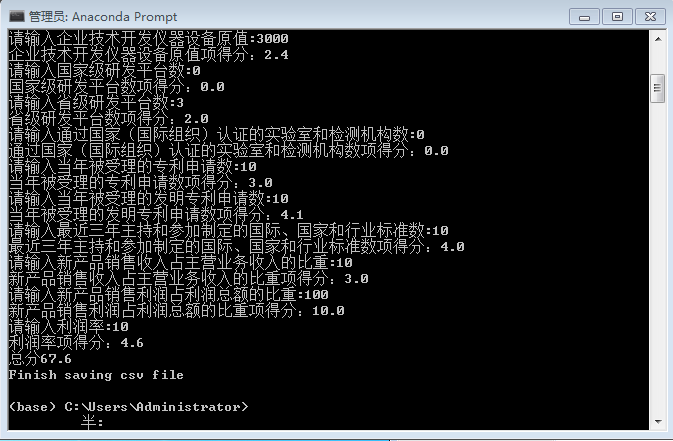 管理员: Anaconda Prompt
请输入企业技术开发仪器设备原值:3000
企业技术开发仪器设备原值项得分：2.4
请输入国家级研发平台数:0
国家级研发平台数项得分：0.0
请输入省级研发平台数:3
省级研发平台数项得分：2.0
请输入通过国家（国际组织）认证的实验室和检测机构数:0
通过国家（国际组织）认证的实验室和检测机构数项得分：0.0
请输入当年被受理的专利申请数:10
当年被受理的专利申请数项得分：3.0
请输入当年被受理的发明专利申请数:10
当年被受理的发明专利申请数项得分：4.1
请输入最近三年主持和参加制定的国际、国家和行业标准数:10
最近三年主持和参加制定的国际、国家和行业标准数项得分：4.0
请输入新产品销售收入占主营业务收入的比重:10
新产品销售收入占主营业务收入的比重项得分：3.0
请输入新产品销售利润占利润总额的比重:100
新产品销售利润占利润总额的比重项得分：10.0
请输入利润率:10
利润率项得分：4.6
总分67.6
Finish saving csv file
(base) C:\Users\Administrator>
半: